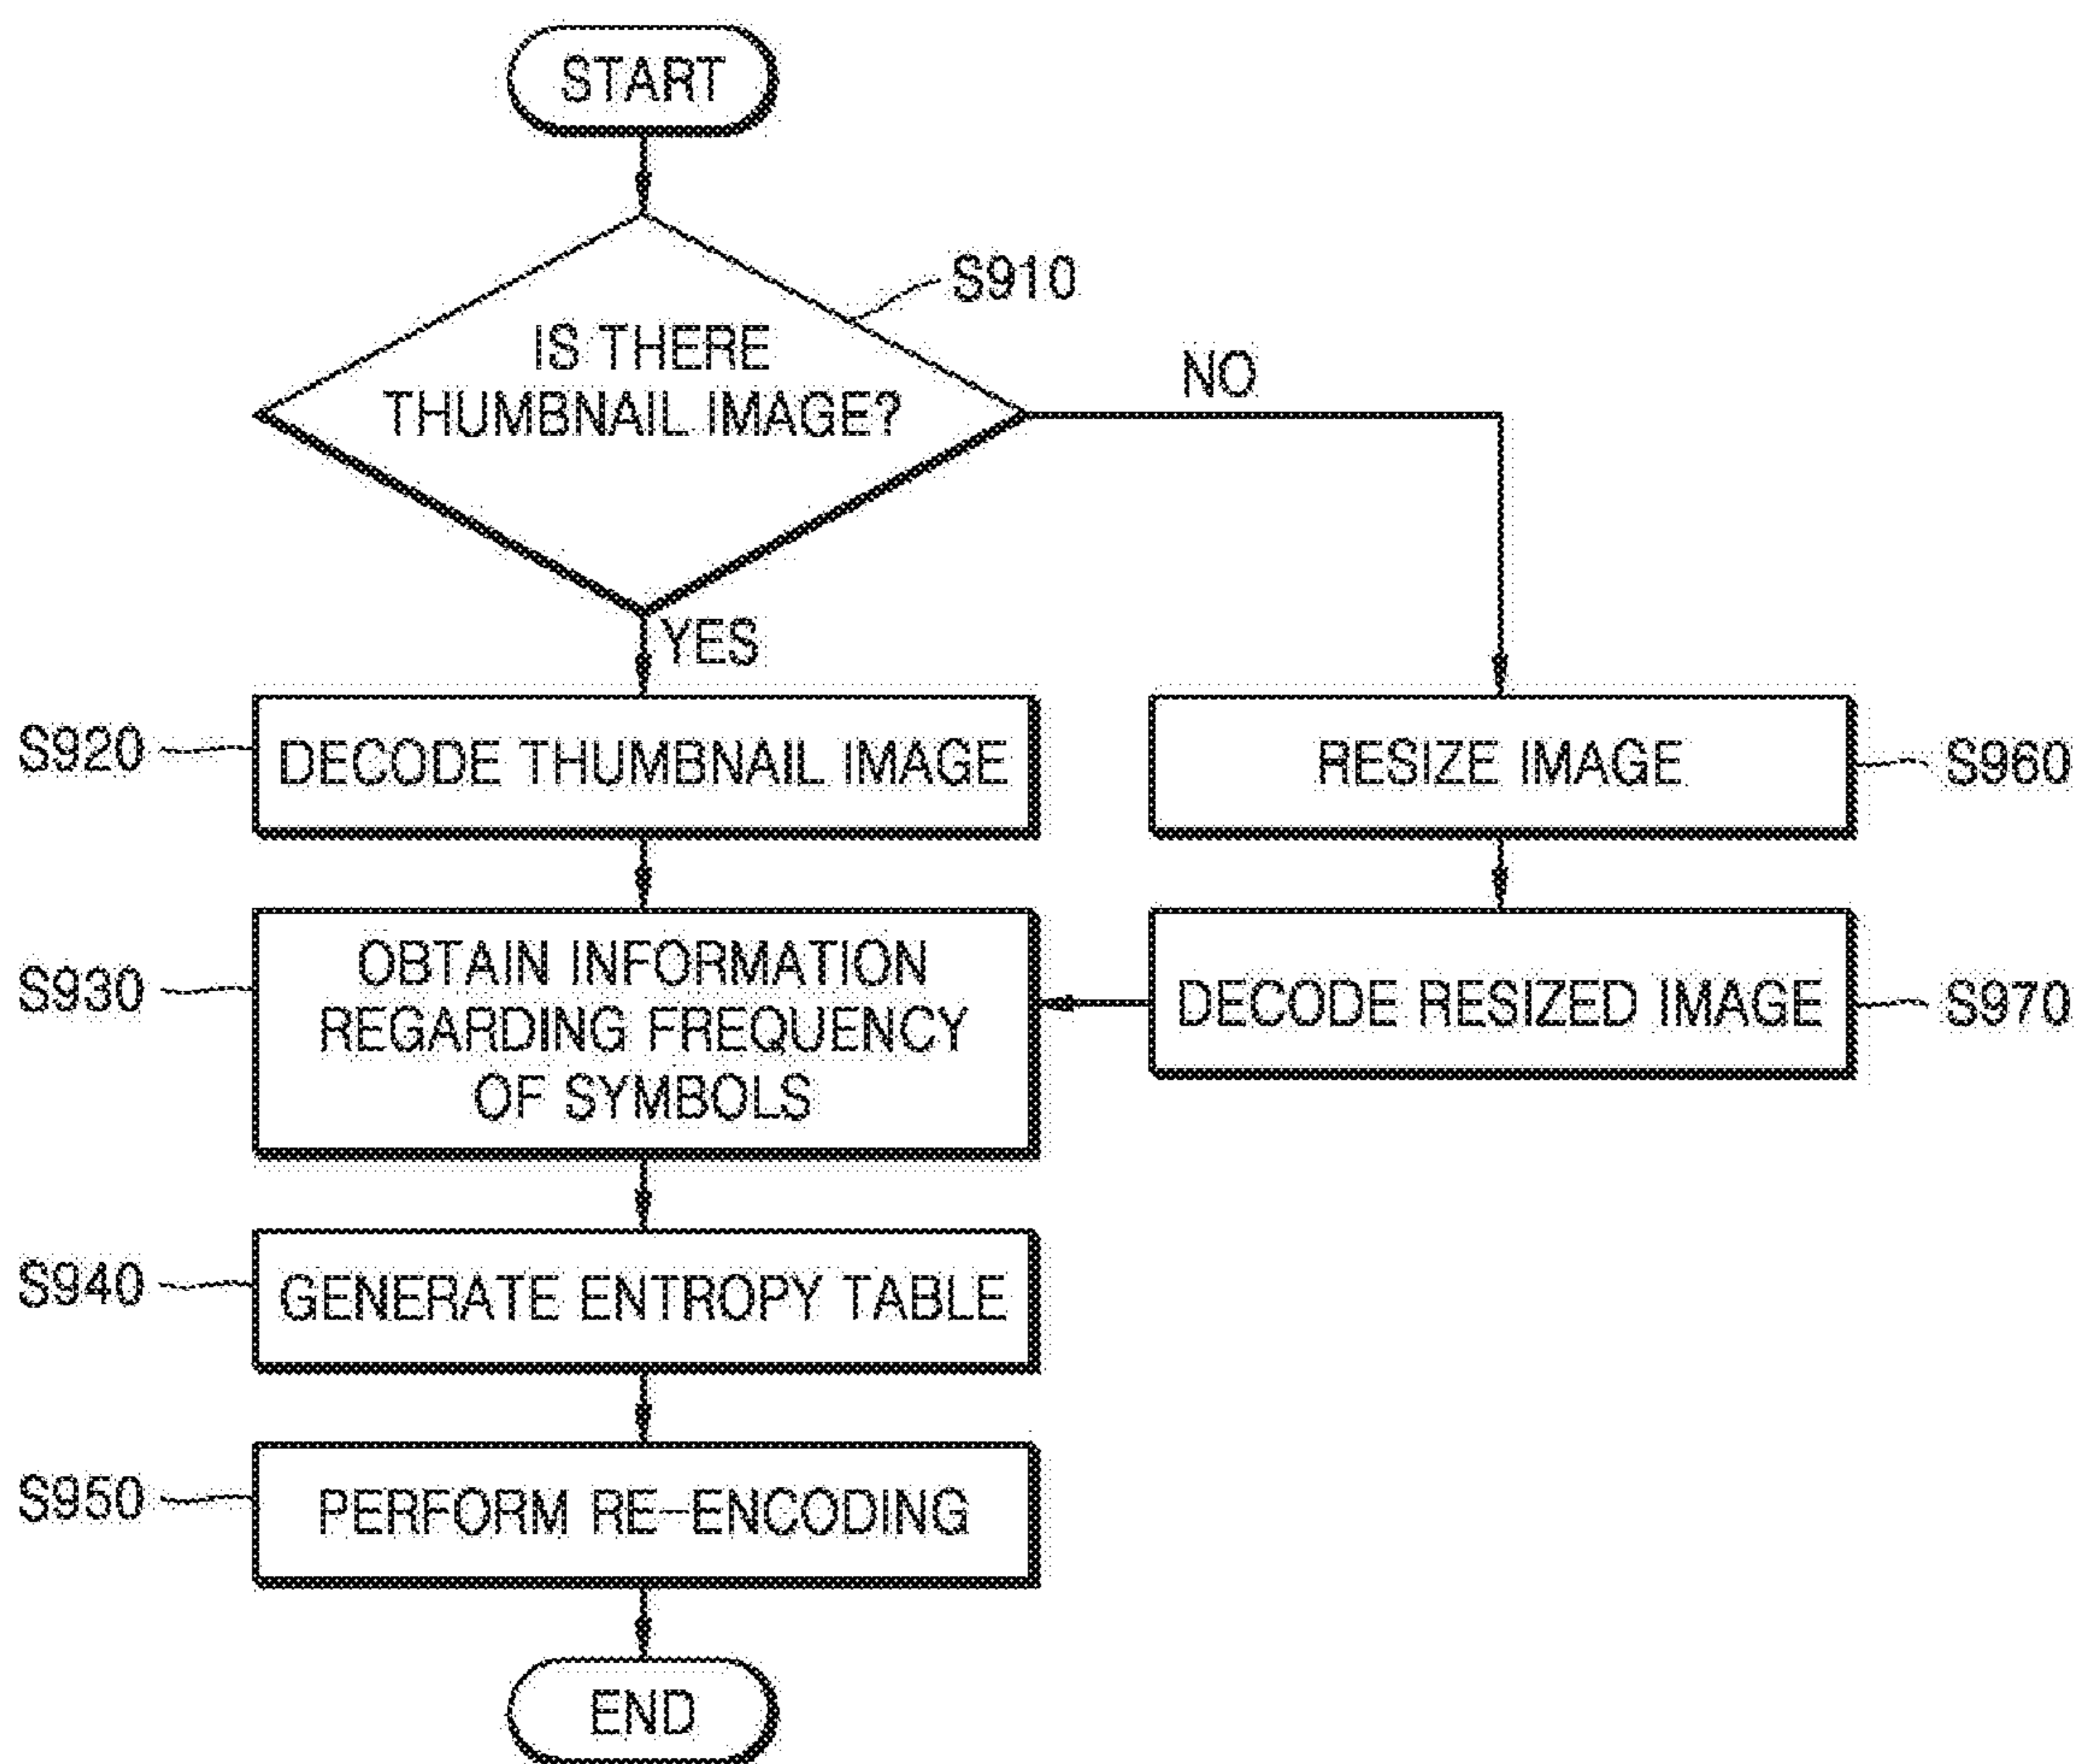 START
S910
IS THERE
THUMBNAIL IMAGE?
NO
YES
S920
DECODE THUMBNAIL IMAGE
RESIZE IMAGE
S960
S930
OBTAIN INFORMATION
REGARDING FREQUENCY
OF SYMBOLS
DECODE RESIZED IMAGE
S970
S940
GENERATE ENTROPY TABLE
S950
PERFORM RE-ENCODING
END